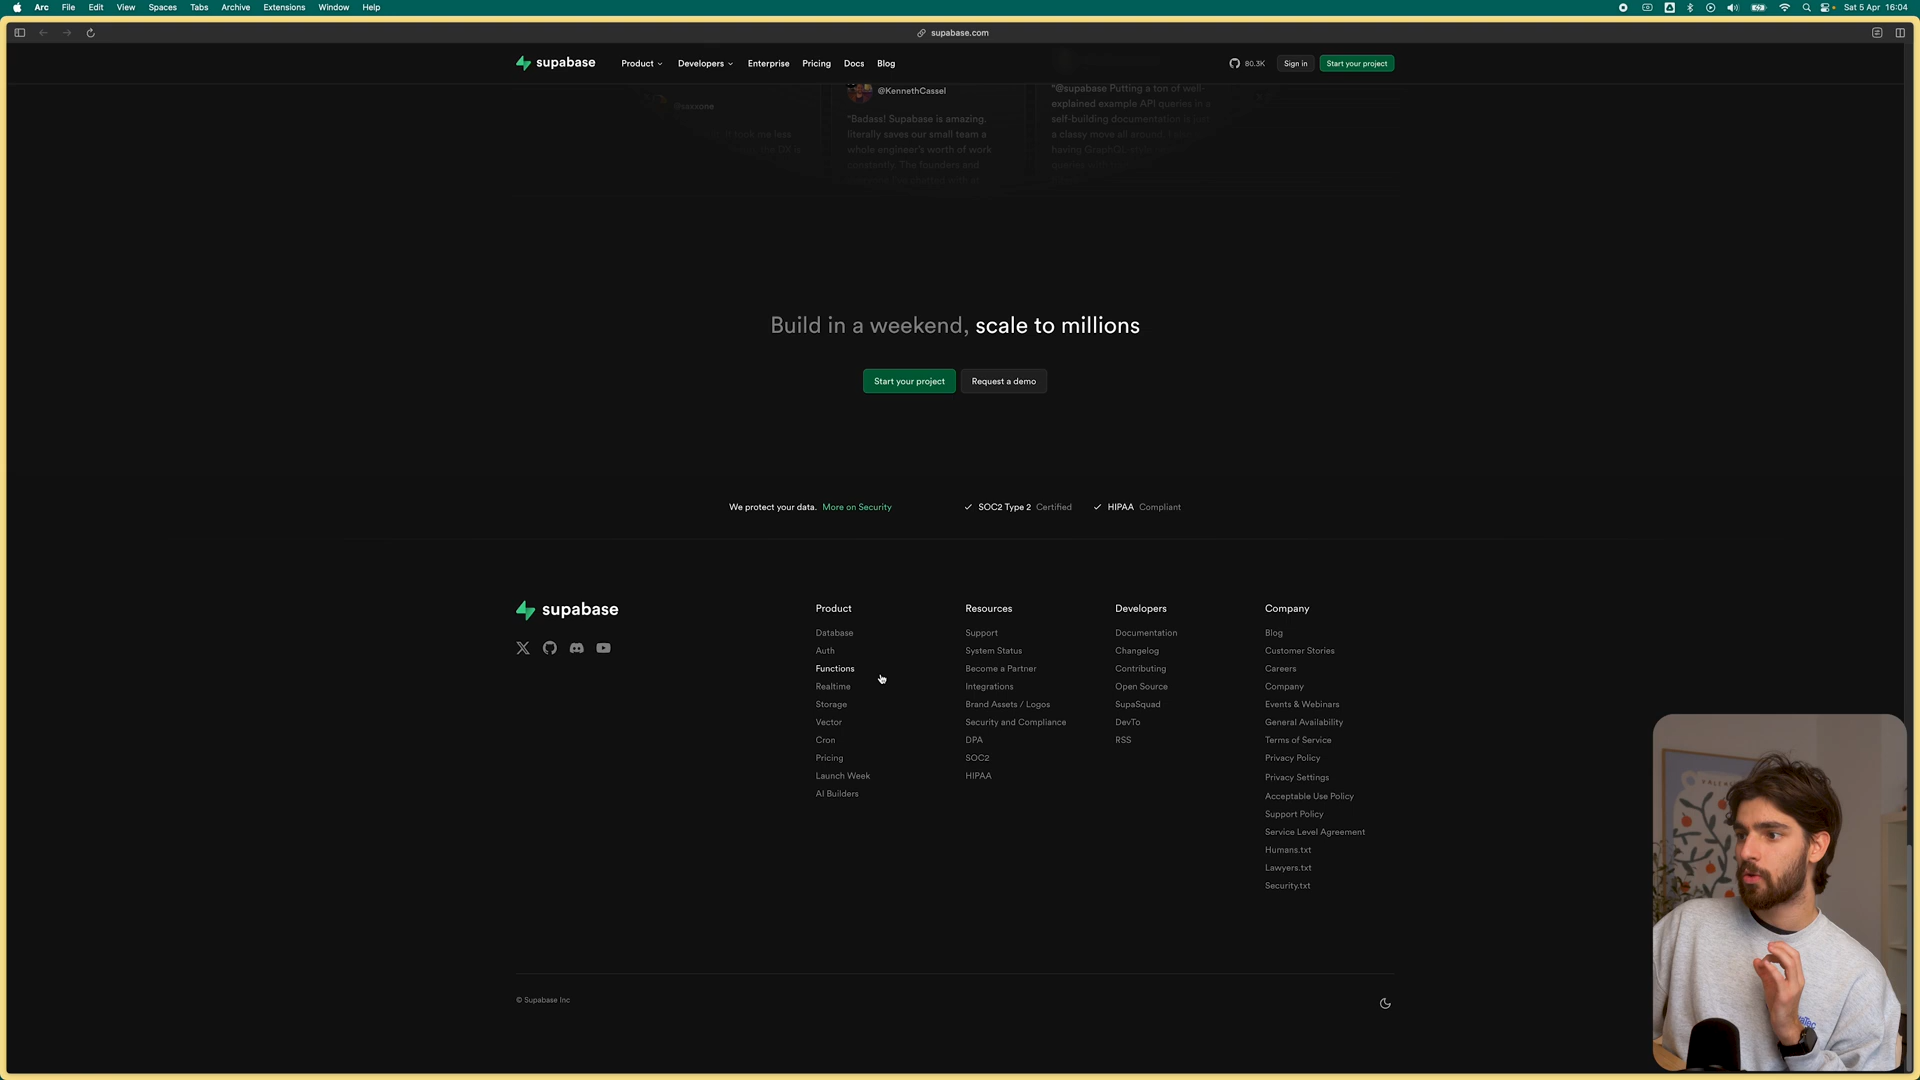 Arc File Edit View Spaces Tabs Archive Extensions Window Help
Sat 5 Apr 16:04
supabase.com
supabase Product Developers Enterprise Pricing Docs Blog
80.3K Sign in Start your project
@saxxone
@KennethCassel
"Badass! Supabase is amazing.
literally saves our small team a
whole engineer's worth of work
constantly. The founders and
"@supabase Putting a ton of well-
explained example API queries in a
self-building documentation is just
a classy move all around.
Build in a weekend, scale to millions
Start your project Request a demo
We protect your data. More on Security
✓ SOC2 Type 2 Certified ✓ HIPAA Compliant
supabase
Product
Database
Auth
Functions
Realtime
Storage
Vector
Cron
Pricing
Launch Week
AI Builders
Resources
Support
System Status
Become a Partner
Integrations
Brand Assets / Logos
Security and Compliance
DPA
SOC2
HIPAA
Developers
Documentation
Changelog
Contributing
Open Source
SupaSquad
DevTo
RSS
Company
Blog
Customer Stories
Careers
Company
Events & Webinars
General Availability
Terms of Service
Privacy Policy
Privacy Settings
Acceptable Use Policy
Support Policy
Service Level Agreement
Humans.txt
Lawyers.txt
Security.txt
© Supabase Inc